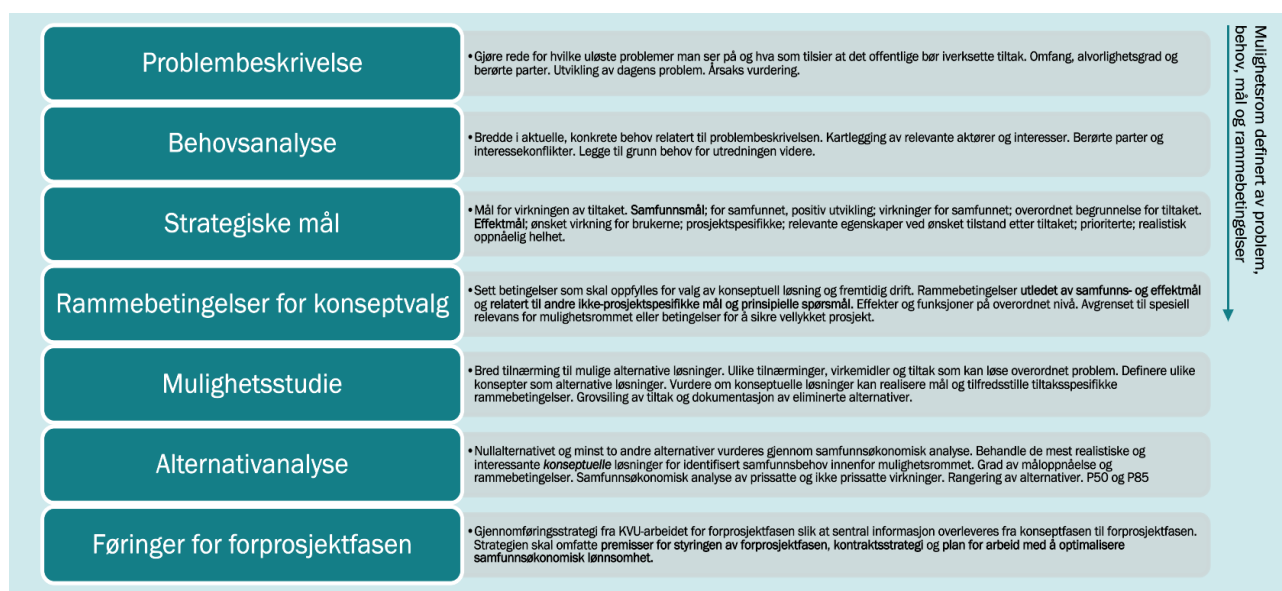 Problembeskrivelse
•Gjøre rede for hvilke uløste problemer man ser på og hva som tilsier at det offentlige bør iverksette tiltak. Omfang, alvorlighetsgrad og
berørte parter. Utvikling av dagens problem. Årsaks vurdering.
Behovsanalyse
•Bredde i aktuelle, konkrete behov relatert til problembeskrivelsen. Kartlegging av relevante aktører og interesser. Berørte parter og
interessekonflikter. Legge til grunn behov for utredningen videre.
Strategiske mål
•Mål for virkningen av tiltaket. Samfunnsmål; for samfunnet, positiv utvikling; virkninger for samfunnet; overordnet begrunnelse for tiltaket.
Effektmål; ønsket virkning for brukerne; prosjektspesifikke; relevante egenskaper ved ønsket tilstand etter tiltaket; prioriterte; realistisk
oppnåelig helhet.
Rammebetingelser for konseptvalg
•Sett betingelser som skal oppfylles for valg av konseptuell løsning og fremtidig drift. Rammebetingelser utledet av samfunns- og effektmål
og relatert til andre ikke-prosjektspesifikke mål og prinsipielle spørsmål. Effekter og funksjoner på overordnet nivå. Avgrenset til spesiell
relevans for mulighetsrommet eller betingelser for å sikre vellykket prosjekt.
Mulighetsstudie
•Bred tilnærming til mulige alternative løsninger. Ulike tilnærminger, virkemidler og tiltak som kan løse overordnet problem. Definere ulike
konsepter som alternative løsninger. Vurdere om konseptuelle løsninger kan realisere mål og tilfredsstille tiltaksspesifikke
rammebetingelser. Grovsiling av tiltak og dokumentasjon av eliminerte alternativer.
Alternativanalyse
•Nullalternativet og minst to andre alternativer vurderes gjennom samfunnsøkonomisk analyse. Behandle de mest realistiske og
interessante konseptuelle løsninger for identifisert samfunnsbehov innenfor mulighetsrommet. Grad av måloppnåelse og
rammebetingelser. Samfunnsøkonomisk analyse av prissatte og ikke prissatte virkninger. Rangering av alternativer. P50 og P85
Føringer for forprosjektfasen
•Gjennomføringsstrategi fra KVU-arbeidet for forprosjektfasen slik at sentral informasjon overleveres fra konseptfasen til forprosjektfasen.
Strategien skal omfatte premisser for styringen av forprosjektfasen, kontraktsstrategi og plan for arbeid med å optimalisere
samfunnsøkonomisk lønnsomhet.
Mulighetsrom definert av problem,
behov, mål og rammebetingelser